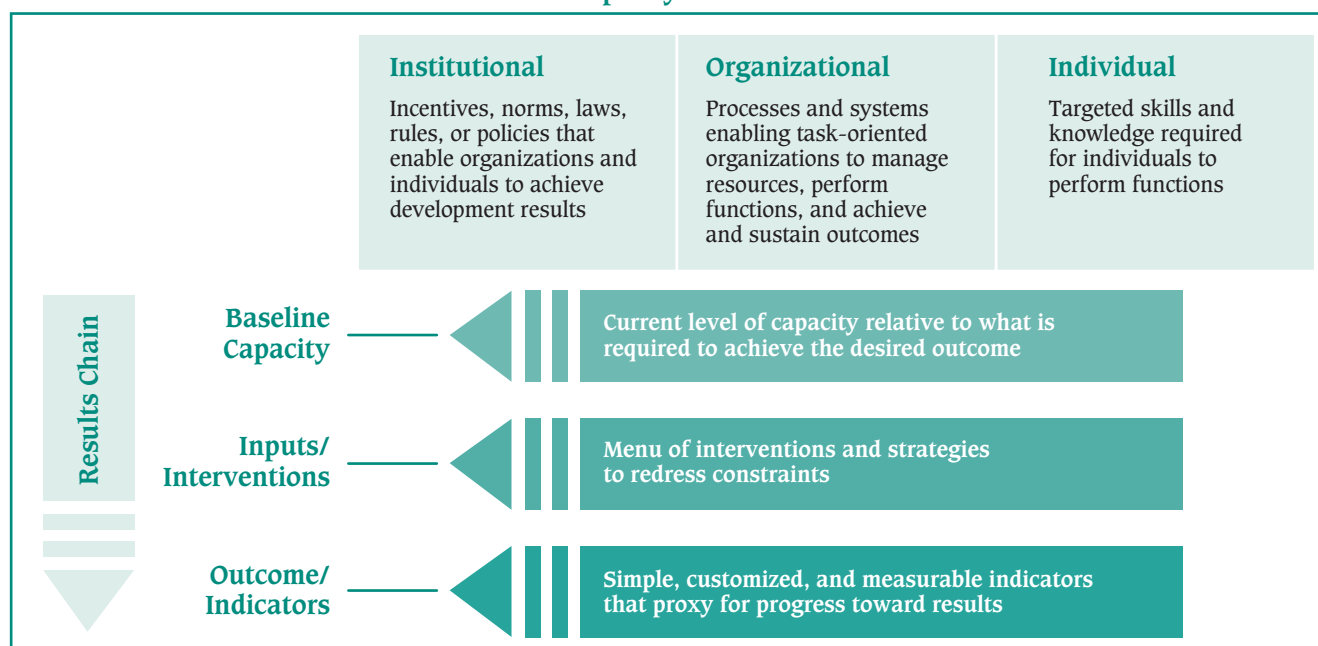 Institutional
Incentives, norms, laws,
rules, or policies that
enable organizations and
individuals to achieve
development results
Organizational
Processes and systems
enabling task-oriented
organizations to manage
resources, perform
functions, and achieve
and sustain outcomes
Individual
Targeted skills and
knowledge required
for individuals to
perform functions
Results Chain
Baseline
Capacity
Current level of capacity relative to what is
required to achieve the desired outcome
Inputs/
Interventions
Menu of interventions and strategies
to redress constraints
Outcome/
Indicators
Simple, customized, and measurable indicators
that proxy for progress toward results